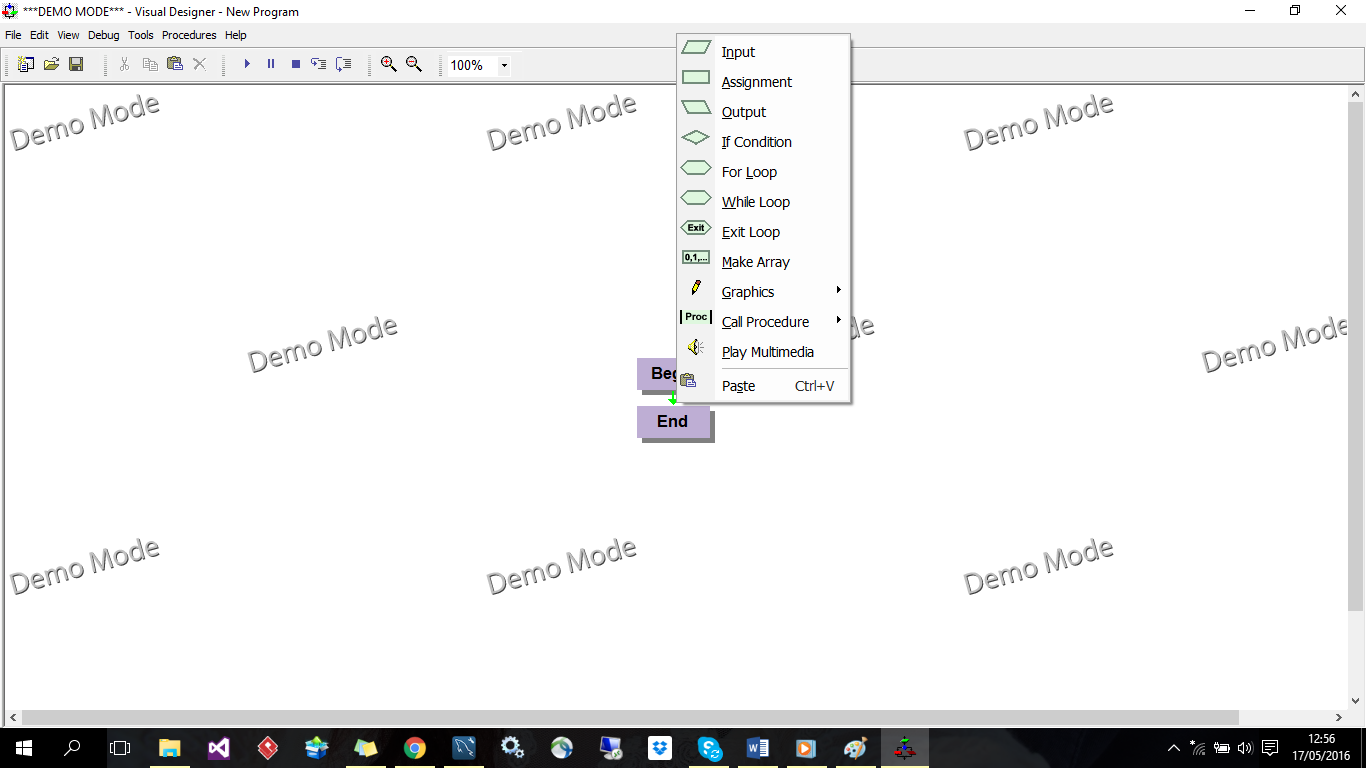 ***DEMO MODE*** - Visual Designer - New Program
File Edit View Debug Tools Procedures Help
100%
Input
Assignment
Output
If Condition
For Loop
While Loop
Exit
Exit Loop
0,1,...
Make Array
Graphics
Proc
Call Procedure
Play Multimedia
Paste Ctrl+V
Demo Mode
Demo Mode
Demo Mode
Demo Mode
Mode
Demo Mode
End
Demo Mode
Demo Mode
Demo Mode
12:56
17/05/2016